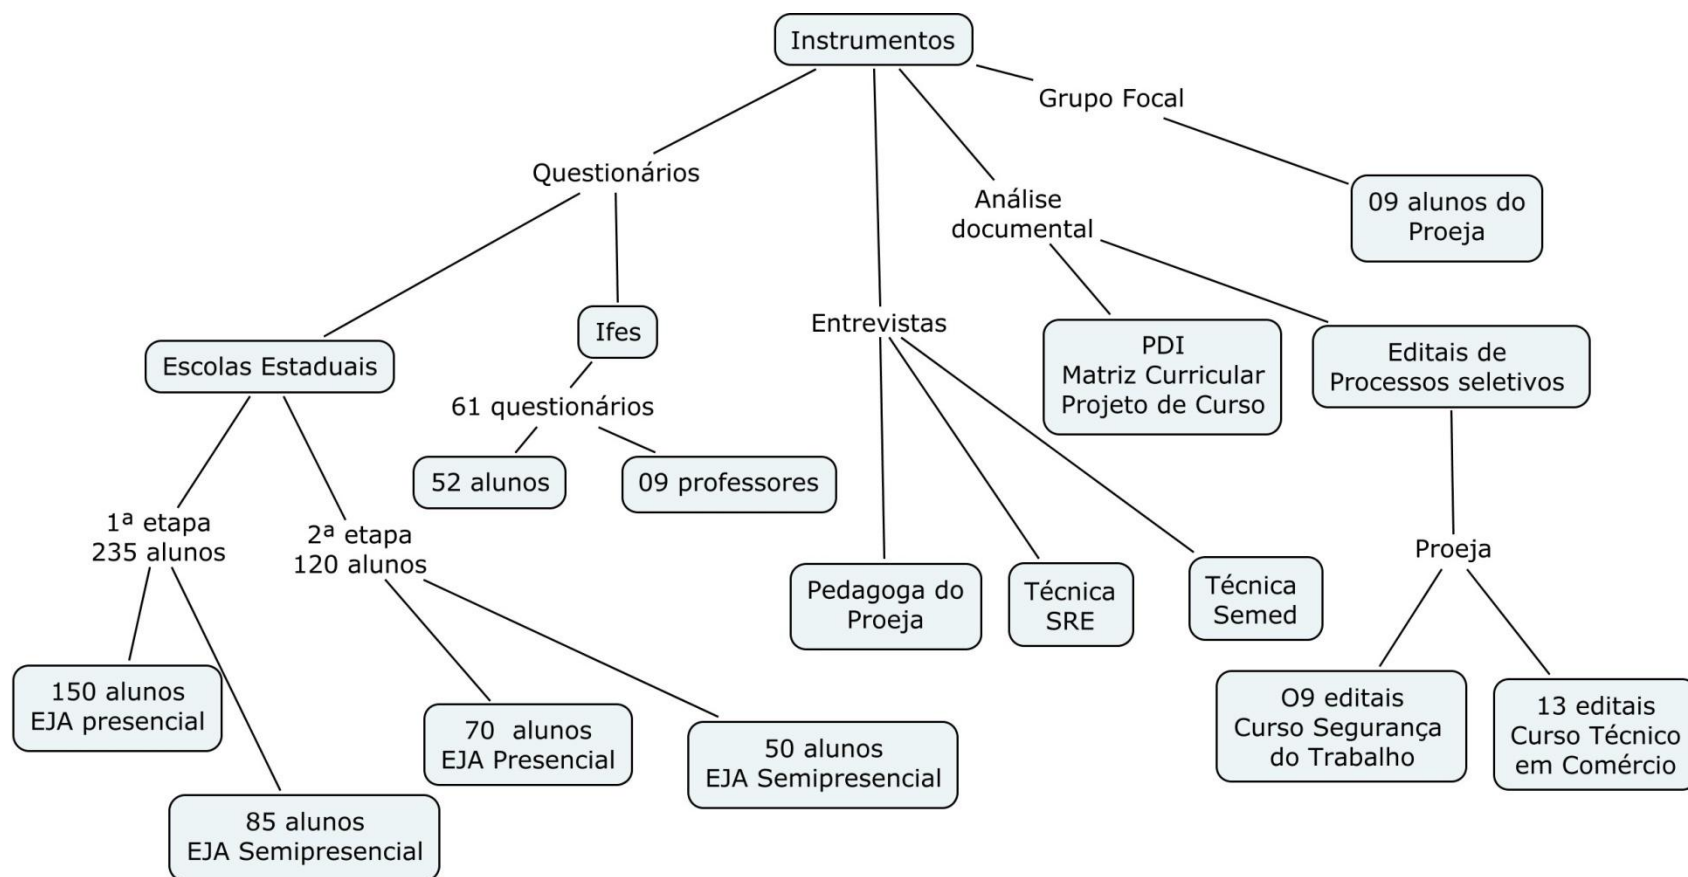 Instrumentos
Grupo Focal
Questionários
Análise
documental
09 alunos do
Proeja
Ifes
Entrevistas
Escolas Estaduais
PDI
Matriz Curricular
Projeto de Curso
Editais de
Processos seletivos
61 questionários
52 alunos
09 professores
1ª etapa
235 alunos
2ª etapa
120 alunos
Proeja
Pedagoga do
Proeja
Técnica
SRE
Técnica
Semed
150 alunos
EJA presencial
70 alunos
EJA Presencial
50 alunos
EJA Semipresencial
O9 editais
Curso Segurança
do Trabalho
13 editais
Curso Técnico
em Comércio
85 alunos
EJA Semipresencial